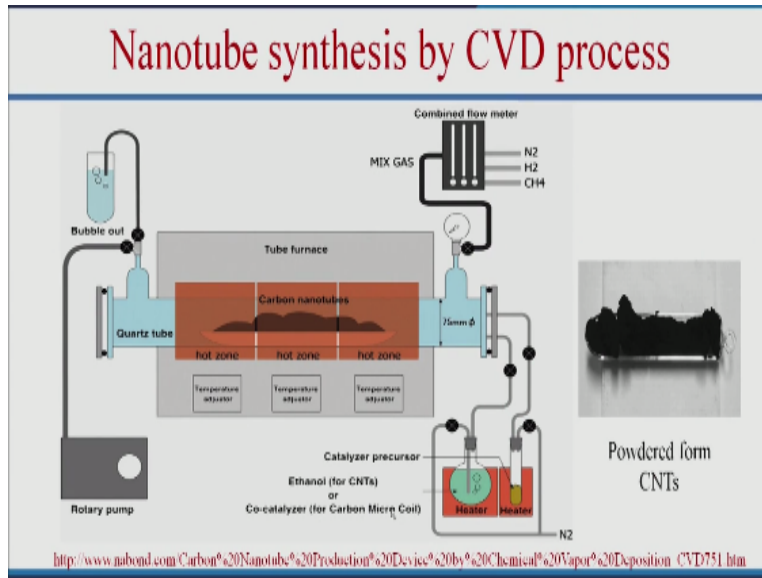 Nanotube synthesis by CVD process
Combined flow meter
MIX GAS
N2
H2
CH4
Bubble out
Tube furnace
Carbon nanotubes
Quartz tube
75mm ϕ
hot zone
hot zone
hot zone
Temperature
adjustor
Temperature
adjustor
Temperature
adjustor
Catalyzer precursor
Ethanol (for CNTs)
or
Co-catalyzer (for Carbon Micro Coil)
Heater
Heater
Rotary pump
N2
Powdered form
CNTs
http://www.nabond.com/Carbon%20Nanotube%20Production%20Device%20by%20Chemical%20Vapor%20Deposition_CVD751.htm